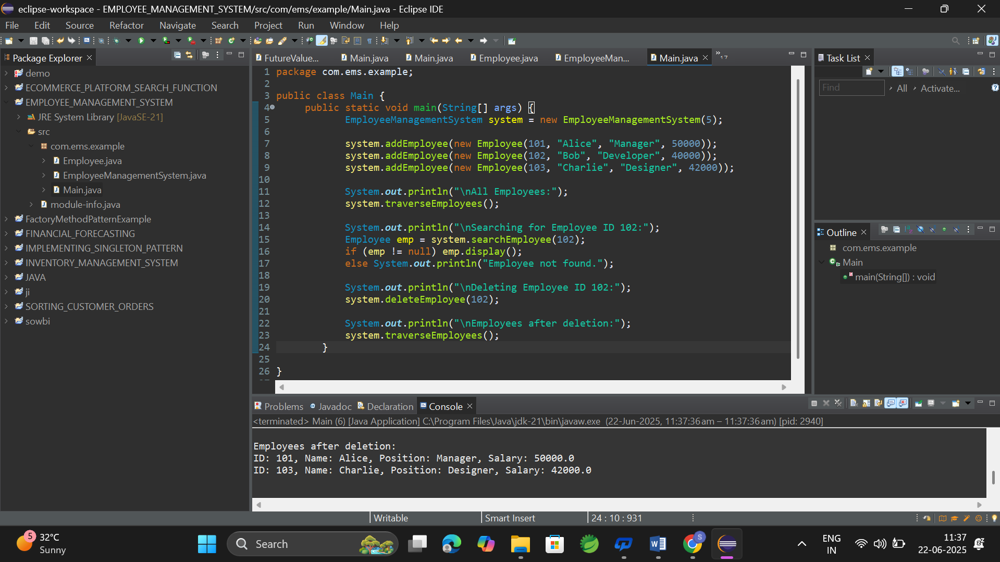 eclipse-workspace - EMPLOYEE_MANAGEMENT_SYSTEM/src/com/ems/example/Main.java - Eclipse IDE
File Edit Source Refactor Navigate Search Project Run Window Help
Package Explorer
demo
ECOMMERCE_PLATFORM_SEARCH_FUNCTION
EMPLOYEE_MANAGEMENT_SYSTEM
JRE System Library [JavaSE-21]
src
com.ems.example
Employee.java
EmployeeManagementSystem.java
Main.java
module-info.java
FactoryMethodPatternExample
FINANCIAL_FORECASTING
IMPLEMENTING_SINGLETON_PATTERN
INVENTORY_MANAGEMENT_SYSTEM
JAVA
ji
SORTING_CUSTOMER_ORDERS
sowbi
FutureValue... Main.java Main.java Employee.java EmployeeMan... Main.java »17
1 package com.ems.example;
2
3 public class Main {
4 public static void main(String[] args) {
5 EmployeeManagementSystem system = new EmployeeManagementSystem(5);
6
7 system.addEmployee(new Employee(101, "Alice", "Manager", 50000));
8 system.addEmployee(new Employee(102, "Bob", "Developer", 40000));
9 system.addEmployee(new Employee(103, "Charlie", "Designer", 42000));
10
11 System.out.println("\nAll Employees:");
12 system.traverseEmployees();
13
14 System.out.println("\nSearching for Employee ID 102:");
15 Employee emp = system.searchEmployee(102);
16 if (emp != null) emp.display();
17 else System.out.println("Employee not found.");
18
19 System.out.println("\nDeleting Employee ID 102:");
20 system.deleteEmployee(102);
21
22 System.out.println("\nEmployees after deletion:");
23 system.traverseEmployees();
24 }
25
26 }
Task List
Find All Activate...
Outline
com.ems.example
Main
main(String[]) : void
Problems Javadoc Declaration Console
<terminated> Main (6) [Java Application] C:\Program Files\Java\jdk-21\bin\javaw.exe (22-Jun-2025, 11:37:36 am – 11:37:36 am) [pid: 2940]
Employees after deletion:
ID: 101, Name: Alice, Position: Manager, Salary: 50000.0
ID: 103, Name: Charlie, Position: Designer, Salary: 42000.0
Writable Smart Insert 24 : 10 : 931
5
32°C
Sunny
Search
S
ENG
IN
11:37
22-06-2025